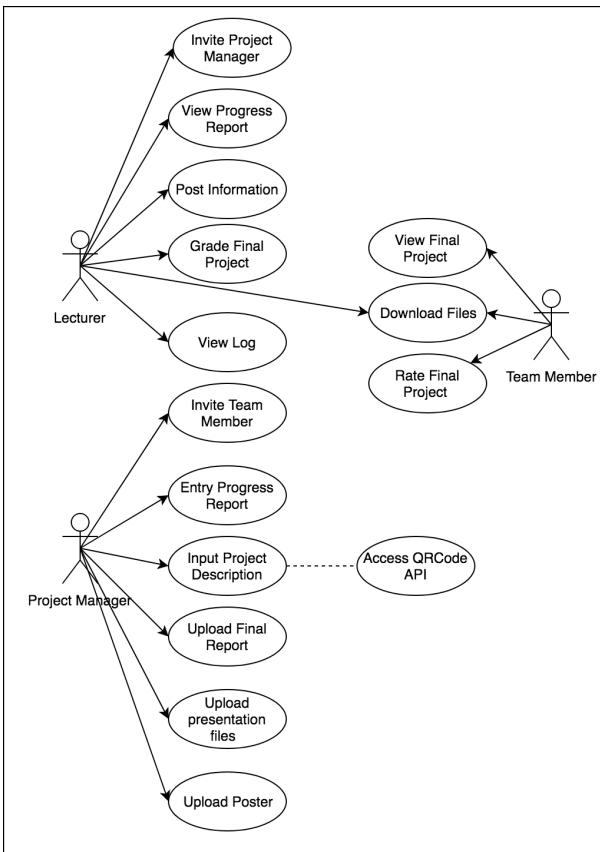 Invite Project
Manager
View Progress
Report
Post Information
Grade Final
Project
Lecturer
View Log
View Final
Project
Download Files
Rate Final
Project
Team Member
Invite Team
Member
Entry Progress
Report
Input Project
Description
Access QRCode
API
Project Manager
Upload Final
Report
Upload
presentation
files
Upload Poster